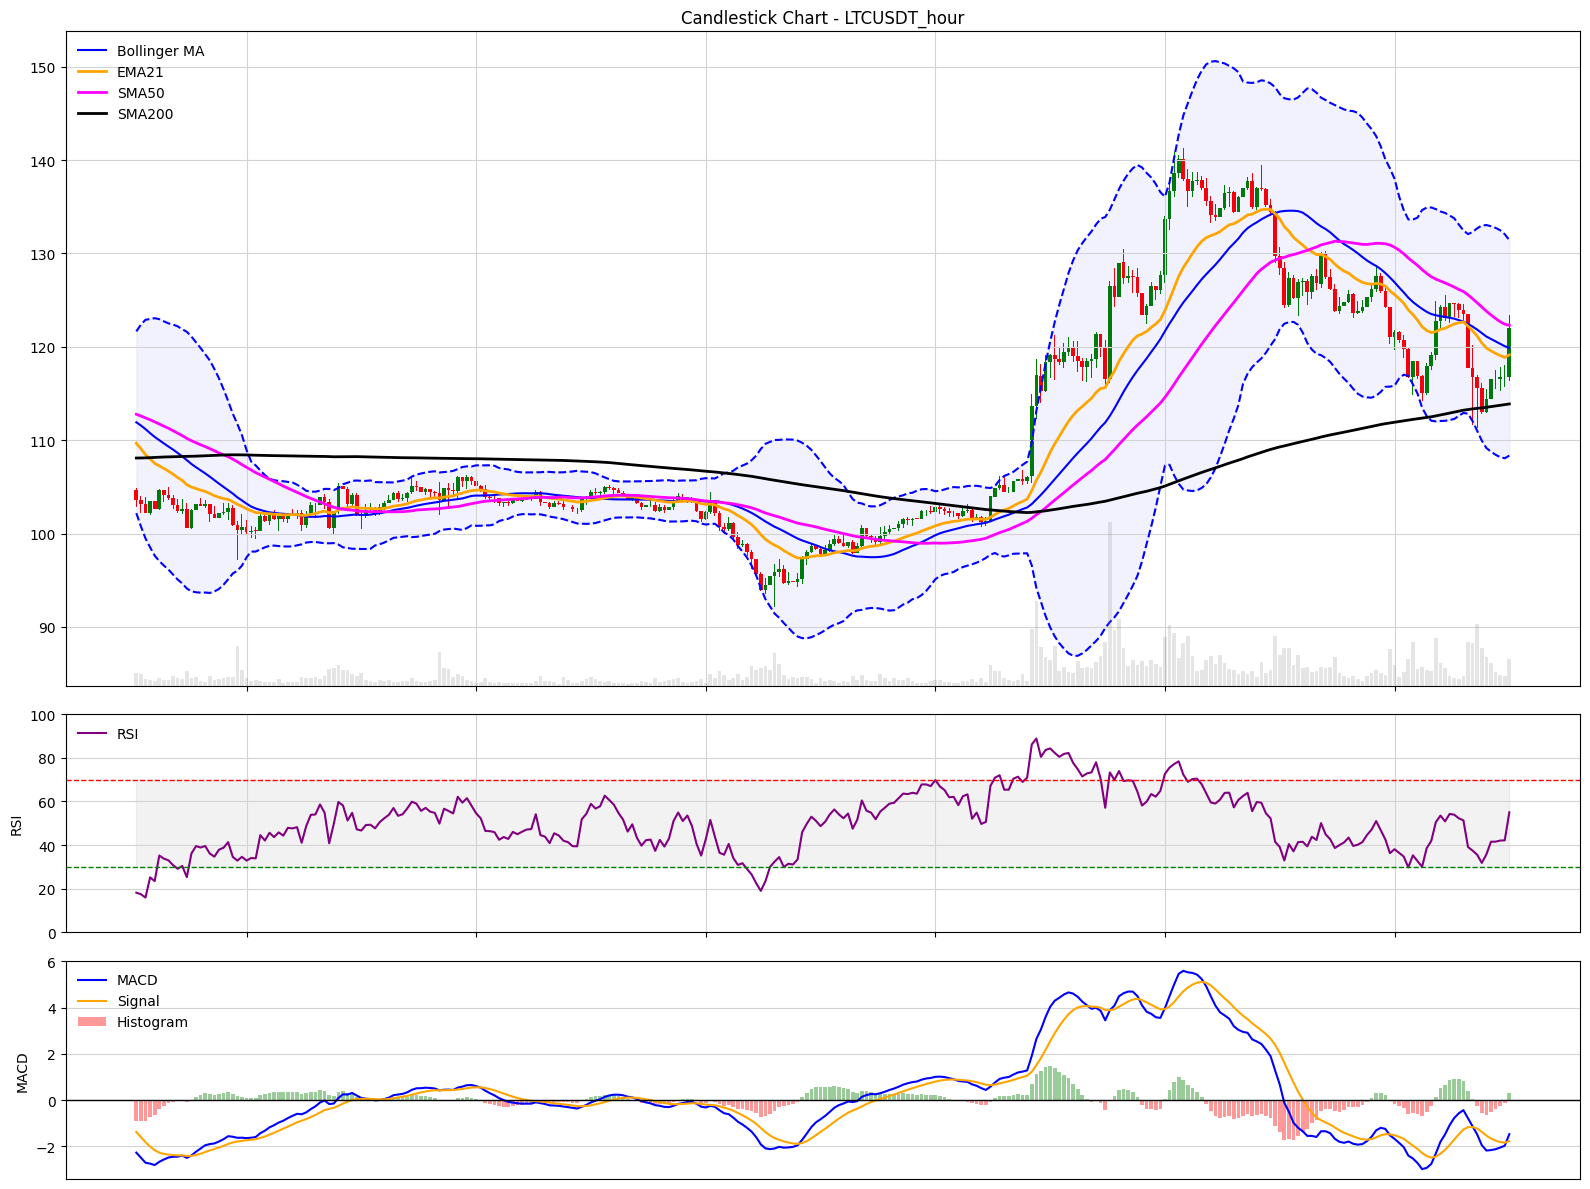 Candlestick Chart - LTCUSDT_hour
Bollinger MA
EMA21
SMA50
SMA200
150
140
130
120
110
100
90
RSI
100
80
60
40
20
0
RSI
MACD
Signal
Histogram
6
4
2
0
−2
MACD